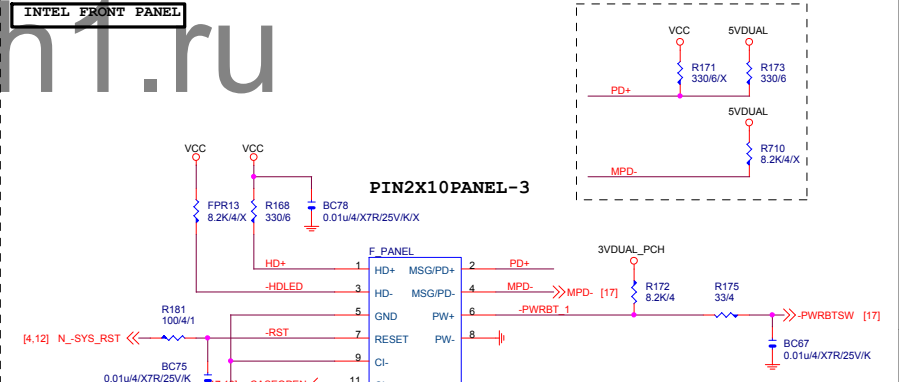 INTEL FRONT PANEL
h1.ru
VCC
5VDUAL
R171
330/6/X
R173
330/6
PD+
5VDUAL
R710
8.2K/4/X
MPD-
VCC
VCC
PIN2X10PANEL-3
FPR13
8.2K/4/X
R168
330/6
BC78
0.01u/4/X7R/25V/K/X
F_PANEL
3VDUAL_PCH
HD+
1
HD+
MSG/PD+
2
PD+
-HDLED
3
HD-
MSG/PD-
4
MPD-
MPD- [17]
R172
8.2K/4
R175
33/4
5
GND
PW+
6
-PWRBT_1
-PWRBTSW [17]
R181
100/4/1
[4,12] N_-SYS_RST
-RST
7
RESET
PW-
8
BC67
0.01u/4/X7R/25V/K
9
CI-
BC75
0.01u/4/X7R/25V/K
11